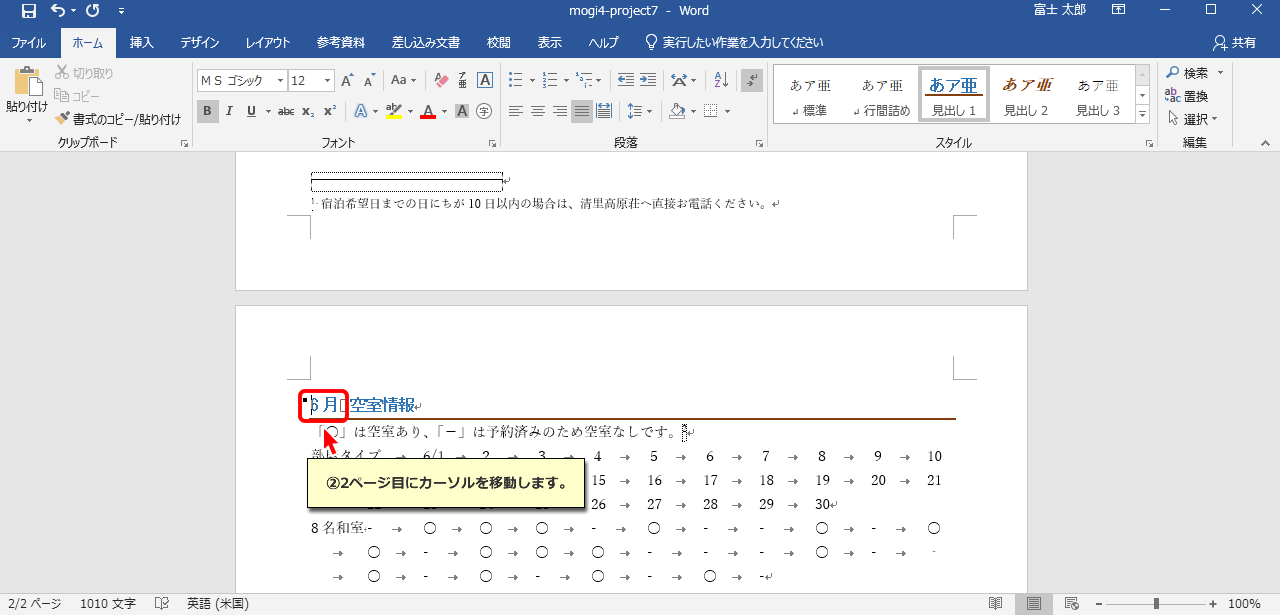 mogi4-project7 - Word
富士 太郎
ファイル ホーム 挿入 デザイン レイアウト 参考資料 差し込み文書 校閲 表示 ヘルプ 実行したい作業を入力してください 共有
貼り付け
切り取り
コピー
書式のコピー/貼り付け
クリップボード
ＭＳ ゴシック 12
B I U abc x₂ x²
フォント
段落
あア亜 標準
あア亜 行間詰め
あア亜 見出し 1
あア亜 見出し 2
あア亜 見出し 3
スタイル
検索
置換
選択
編集
宿泊希望日までの日にちが 10 日以内の場合は、清里高原荘へ直接お電話ください。
6 月 空室情報
「○」は空室あり、「－」は予約済みのため空室なしです。
タイプ → 6/1 → 2 → 3 → 4 → 5 → 6 → 7 → 8 → 9 → 10
15 → 16 → 17 → 18 → 19 → 20 → 21
26 → 27 → 28 → 29 → 30
②2ページ目にカーソルを移動します。
8 名和室 - → ○ → ○ → ○ → - → ○ → - → - → ○ → - → ○
→ ○ → - → ○ → ○ → ○ → - → - → - → ○ → - → -
→ ○ → - → ○ → - → ○ → - → ○ → -
2/2 ページ 1010 文字 英語 (米国) 100%